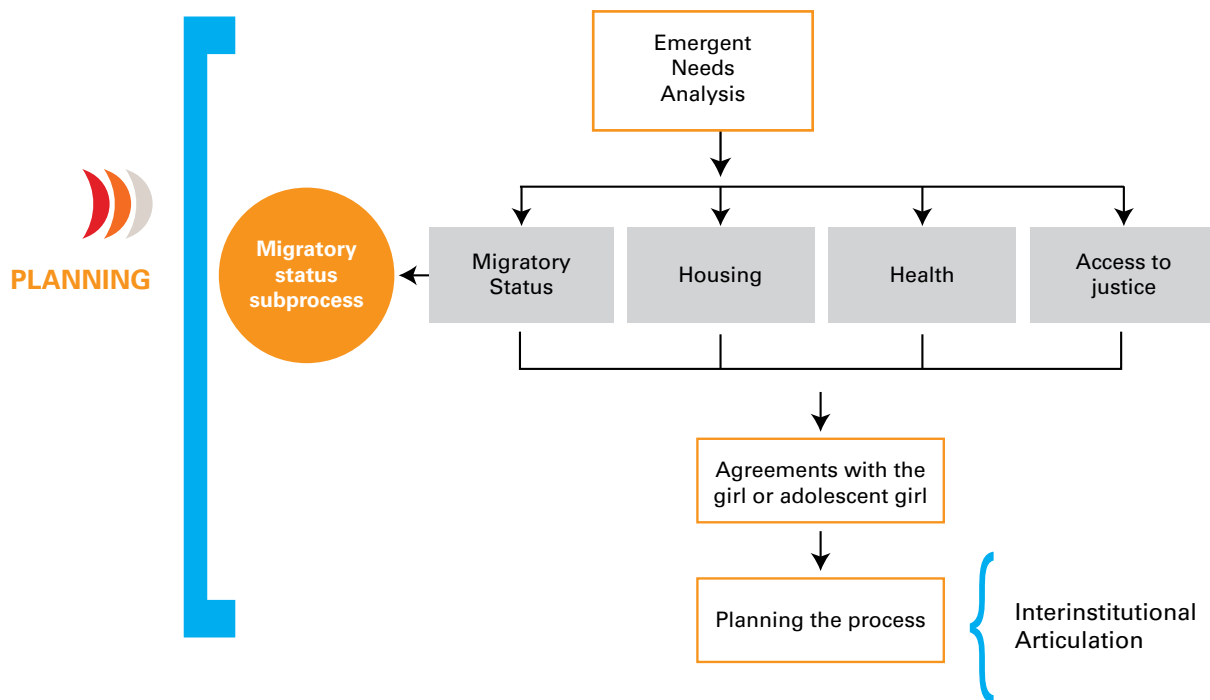 Emergent
Needs
Analysis
PLANNING
Migratory
status
subprocess
Migratory
Status
Housing
Health
Access to
justice
Agreements with the
girl or adolescent girl
Planning the process
Interinstitutional
Articulation